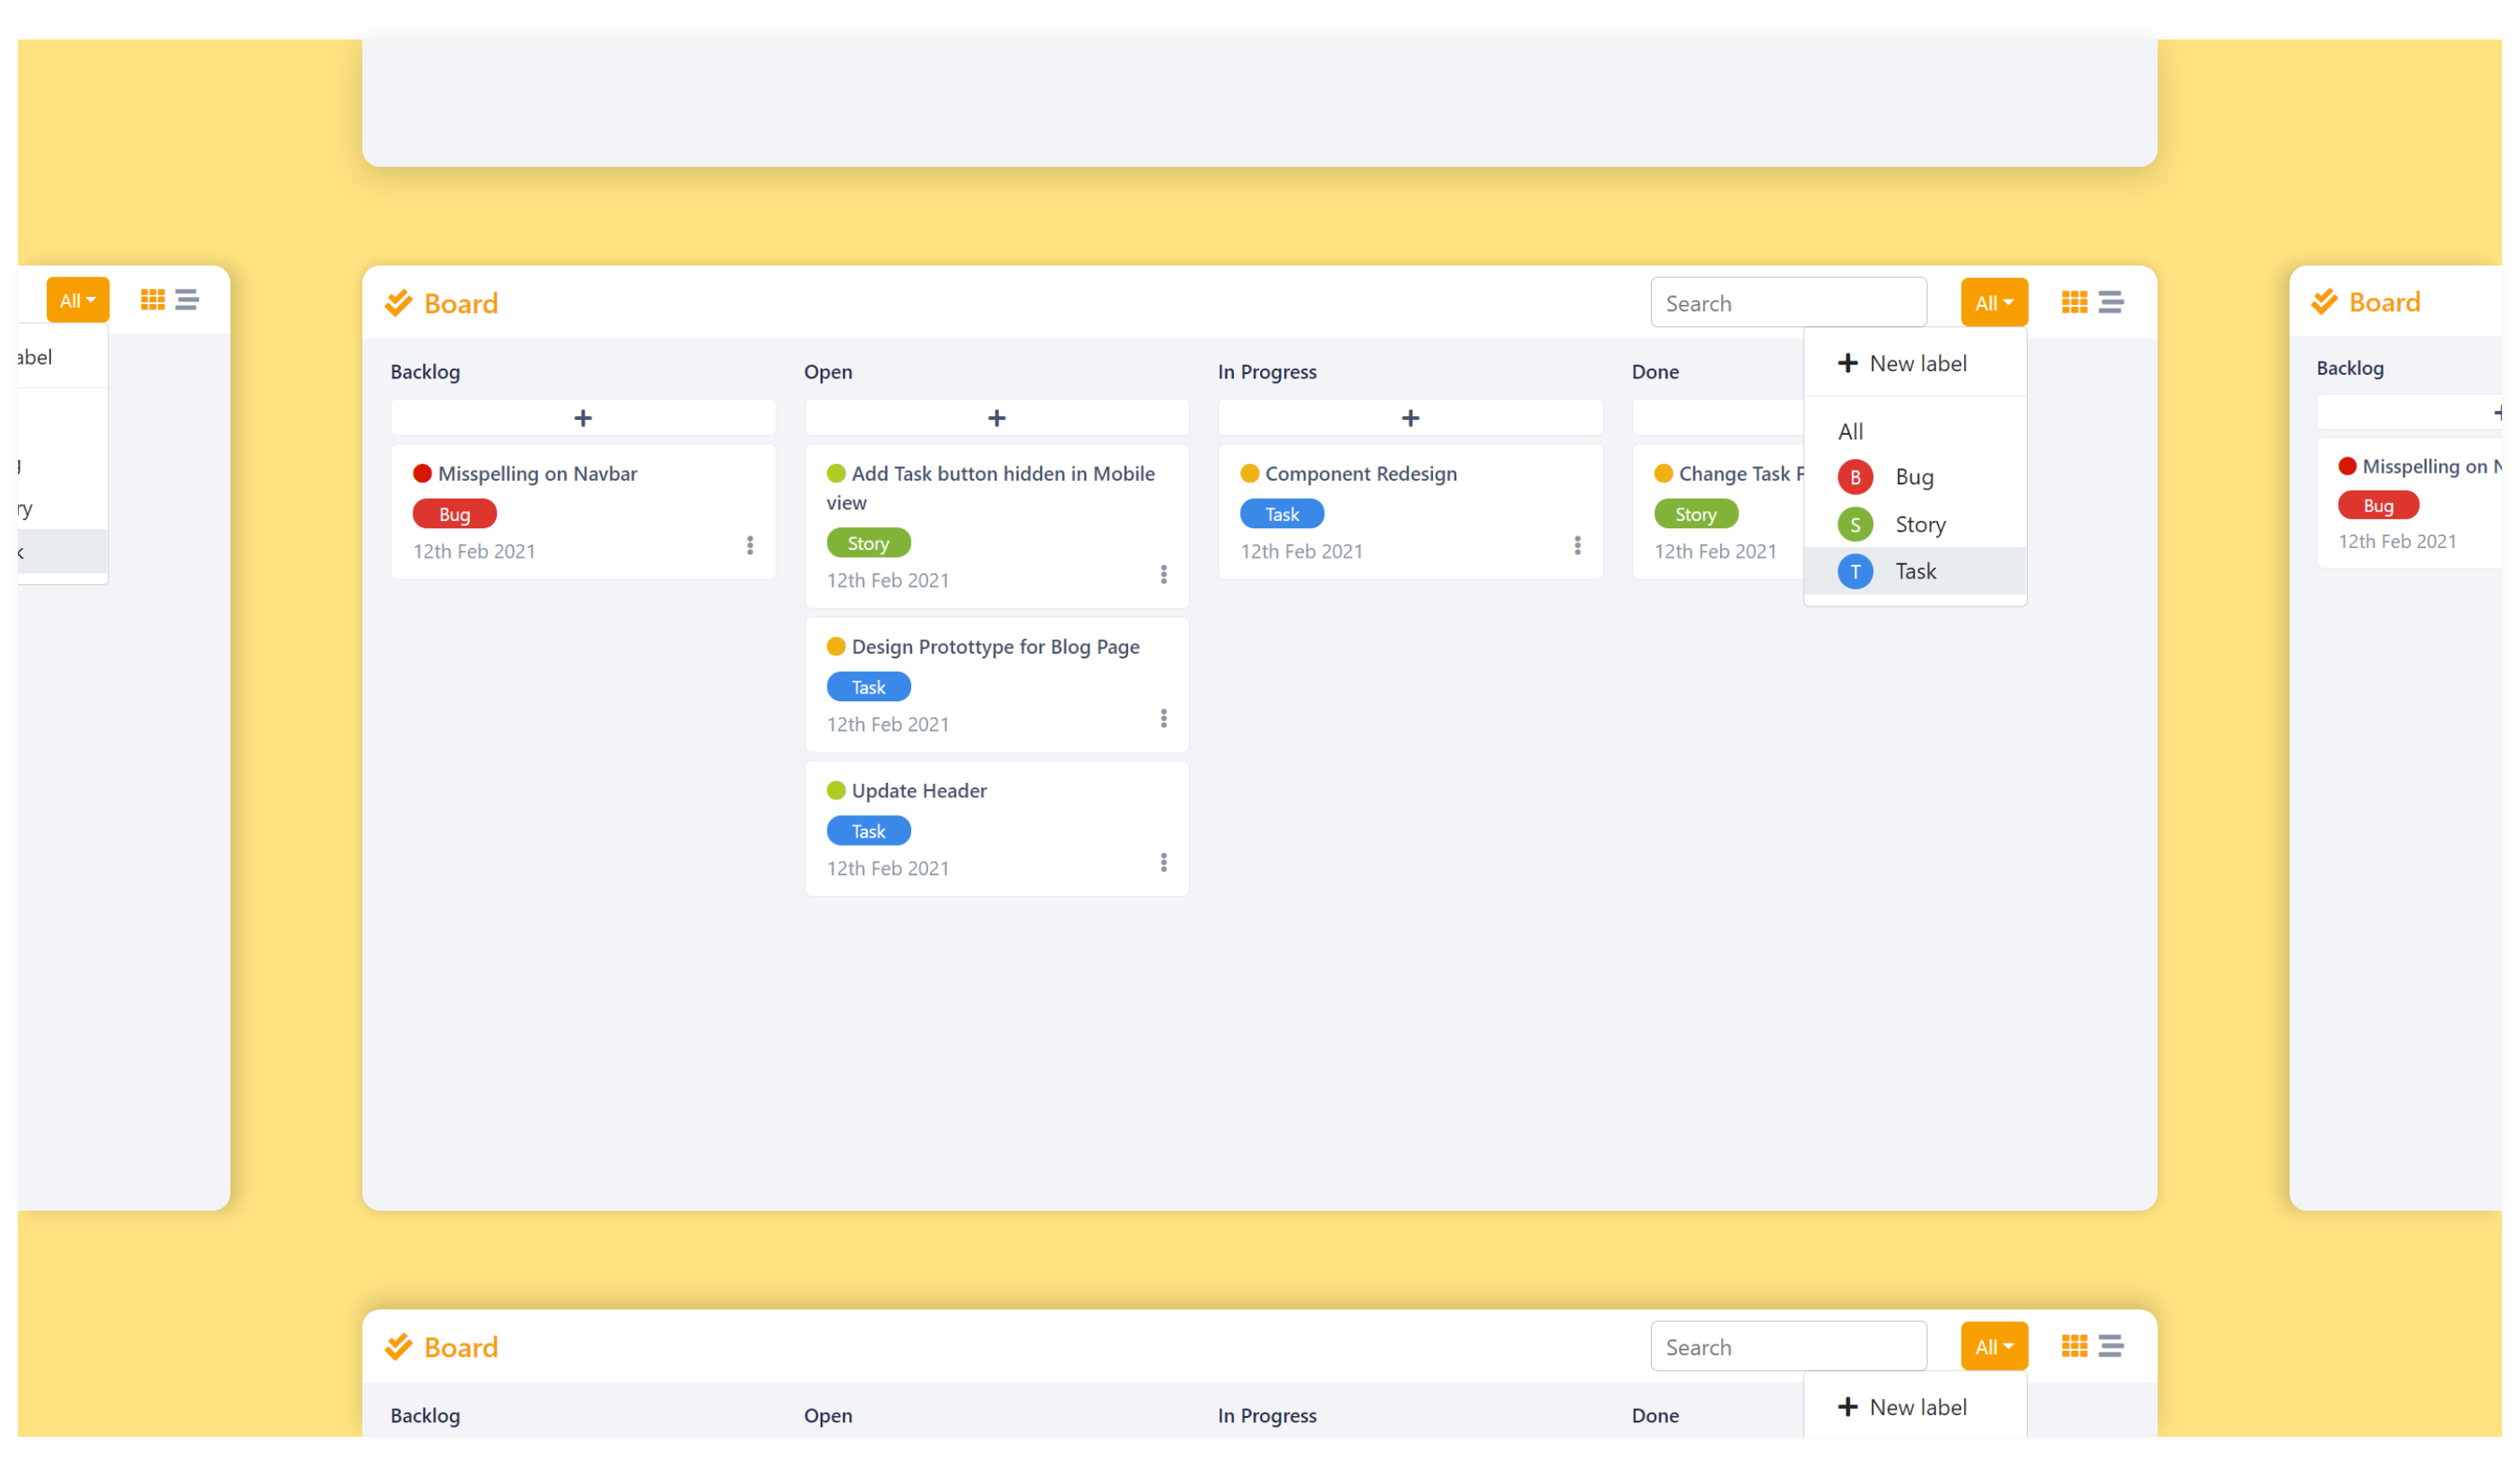 All
abel
ry
Board
Search
All
Backlog
Open
In Progress
Done
New label
All
B Bug
S Story
T Task
Misspelling on Navbar
Bug
12th Feb 2021
Add Task button hidden in Mobile
view
Story
12th Feb 2021
Design Protottype for Blog Page
Task
12th Feb 2021
Update Header
Task
12th Feb 2021
Component Redesign
Task
12th Feb 2021
Change Task F
Story
12th Feb 2021
Board
Backlog
Misspelling on N
Bug
12th Feb 2021
Board
Search
All
Backlog
Open
In Progress
Done
New label